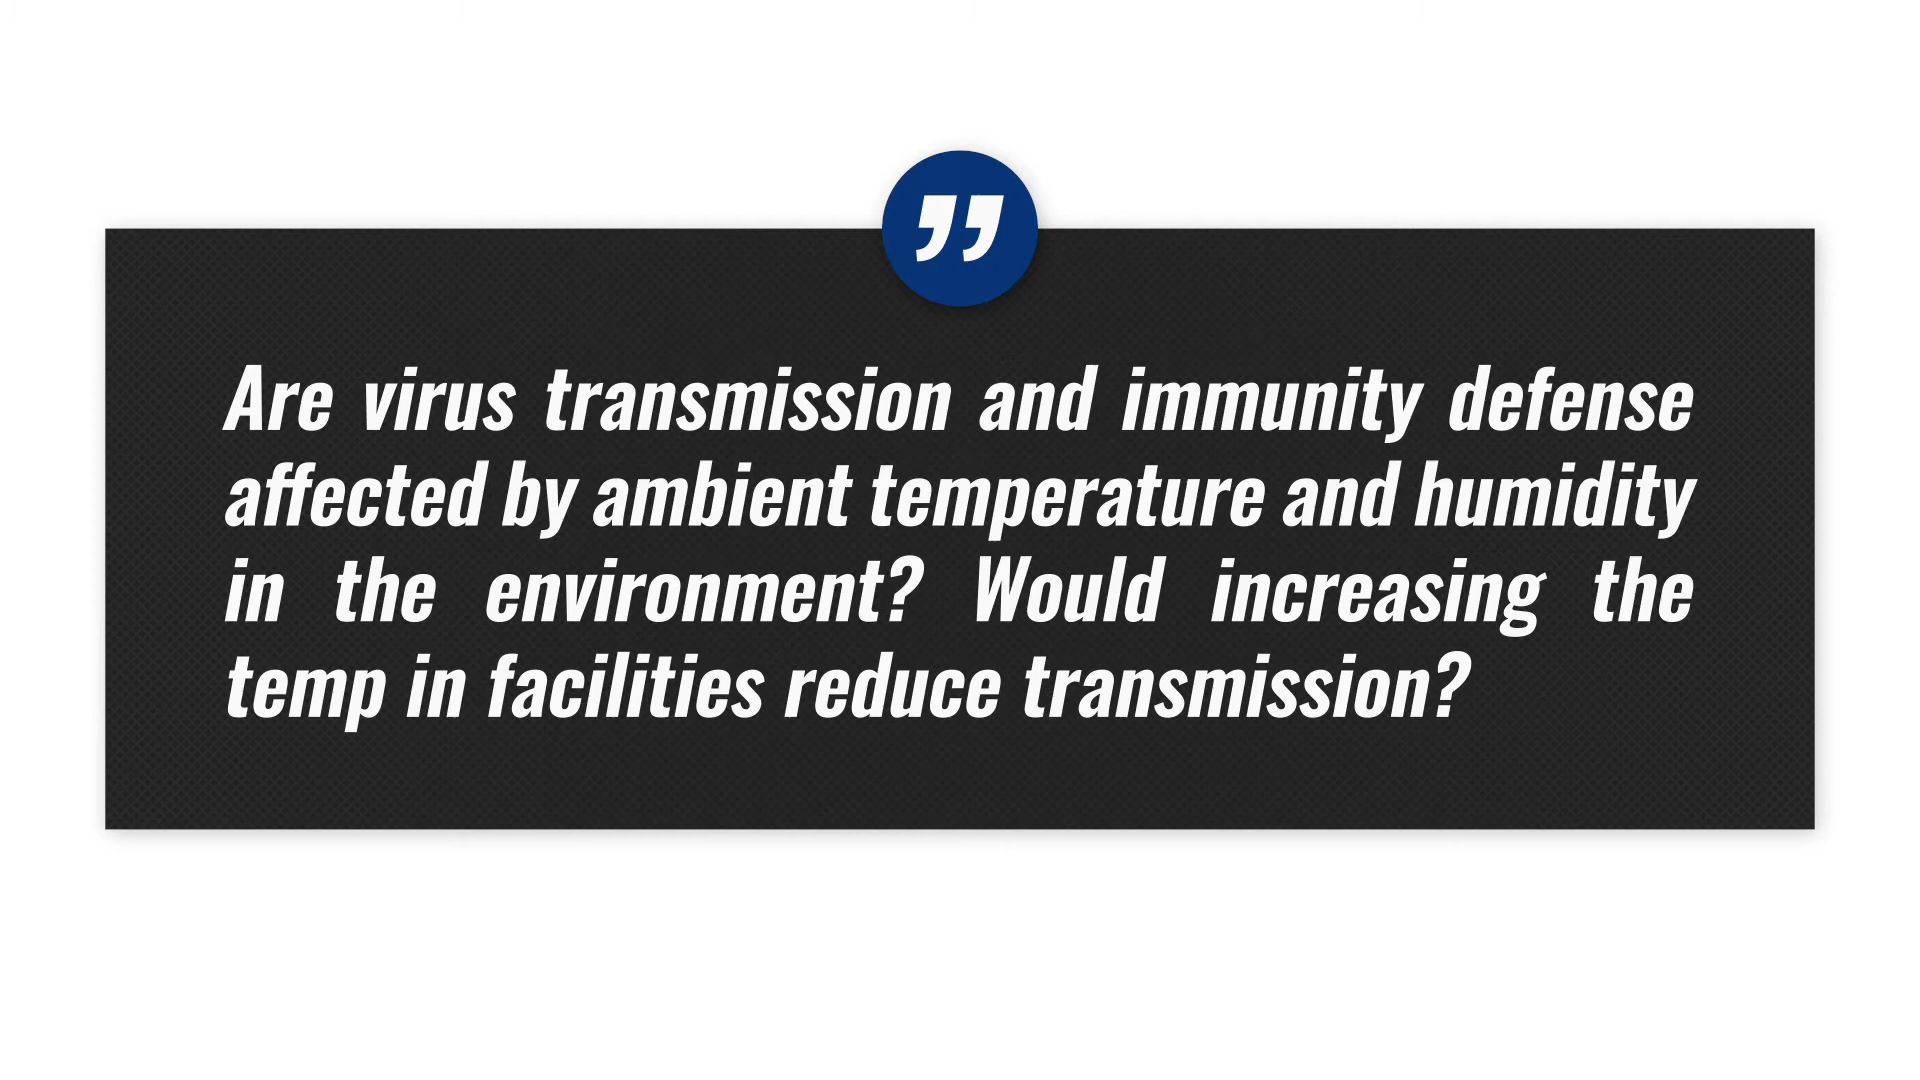 ”
Are virus transmission and immunity defense
affected by ambient temperature and humidity
in the environment? Would increasing the
temp in facilities reduce transmission?